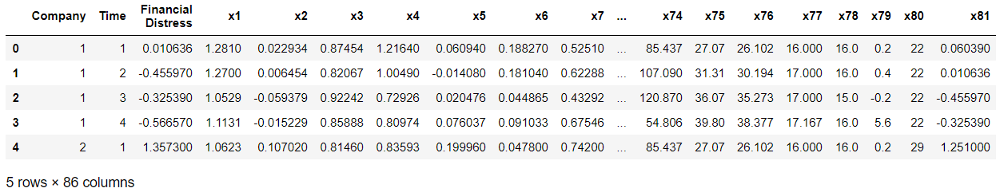 Company Time Financial Distress x1 x2 x3 x4 x5 x6 x7 ... x74 x75 x76 x77 x78 x79 x80 x81
0 1 1 0.010636 1.2810 0.022934 0.87454 1.21640 0.060940 0.188270 0.52510 ... 85.437 27.07 26.102 16.000 16.0 0.2 22 0.060390
1 1 2 -0.455970 1.2700 0.006454 0.82067 1.00490 -0.014080 0.181040 0.62288 ... 107.090 31.31 30.194 17.000 16.0 0.4 22 0.010636
2 1 3 -0.325390 1.0529 -0.059379 0.92242 0.72926 0.020476 0.044865 0.43292 ... 120.870 36.07 35.273 17.000 15.0 -0.2 22 -0.455970
3 1 4 -0.566570 1.1131 -0.015229 0.85888 0.80974 0.076037 0.091033 0.67546 ... 54.806 39.80 38.377 17.167 16.0 5.6 22 -0.325390
4 2 1 1.357300 1.0623 0.107020 0.81460 0.83593 0.199960 0.047800 0.74200 ... 85.437 27.07 26.102 16.000 16.0 0.2 29 1.251000
5 rows × 86 columns